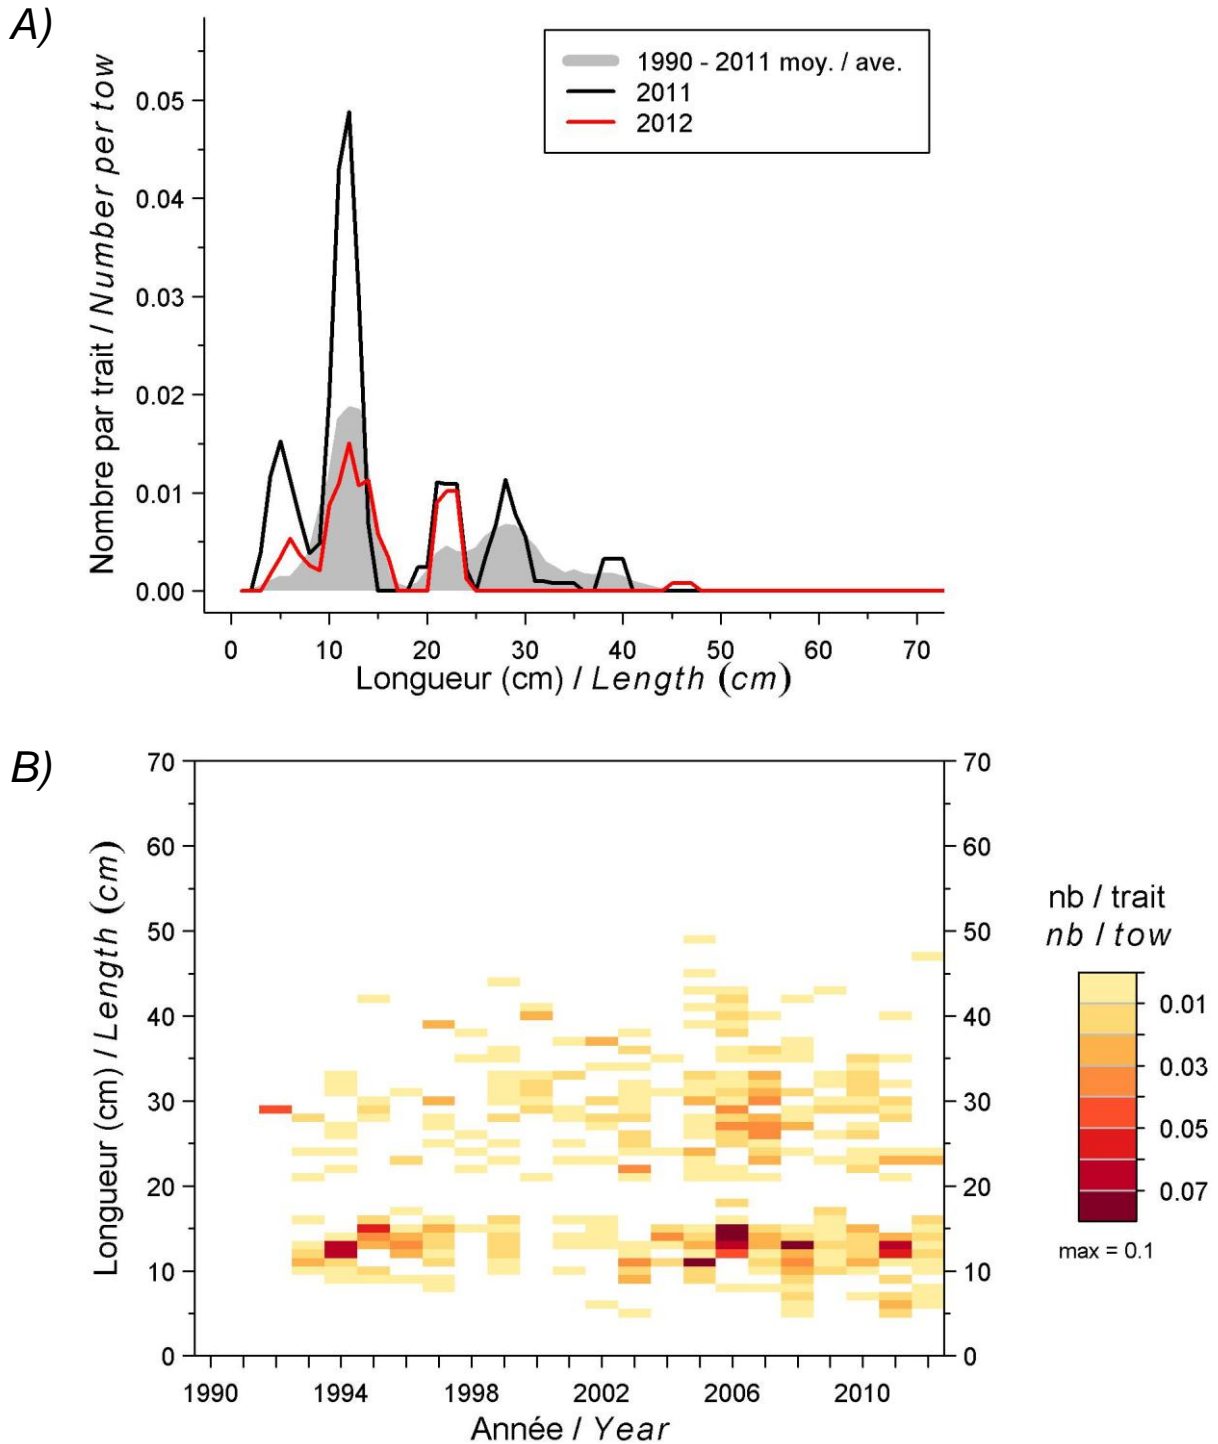 A)
Nombre par trait / Number per tow
0.05
0.04
0.03
0.02
0.01
0.00
1990 - 2011 moy. / ave.
2011
2012
0 10 20 30 40 50 60 70
Longueur (cm) / Length (cm)
B)
Longueur (cm) / Length (cm)
70 70
60 60
50 50
40 40
30 30
20 20
10 10
0 0
1990 1994 1998 2002 2006 2010
Année / Year
nb / trait
nb / tow
0.01
0.03
0.05
0.07
max = 0.1